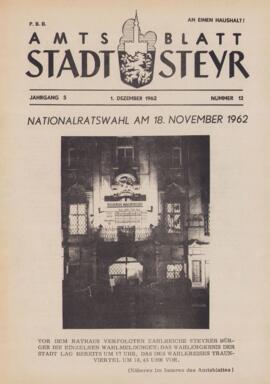 P. B. B.
AN EINEN HAUSHALT!
AMTSBLATT
STADT STEYR
JAHRGANG 5
1. DEZEMBER 1962
NUMMER 12
NATIONALRATSWAHL AM 18. NOVEMBER 1962
VOR DEM RATHAUS VERFOLGTEN ZAHLREICHE STEYRER BÜR-
GER DIE EINZELNEN WAHLMELDUNGEN; DAS WAHLERGEBNIS DER
STADT LAG BEREITS UM 17 UHR, DAS DES WAHLKREISES TRAUN-
VIERTEL UM 18,45 UHR VOR.
(Näheres im Inneren des Amtsblattes)